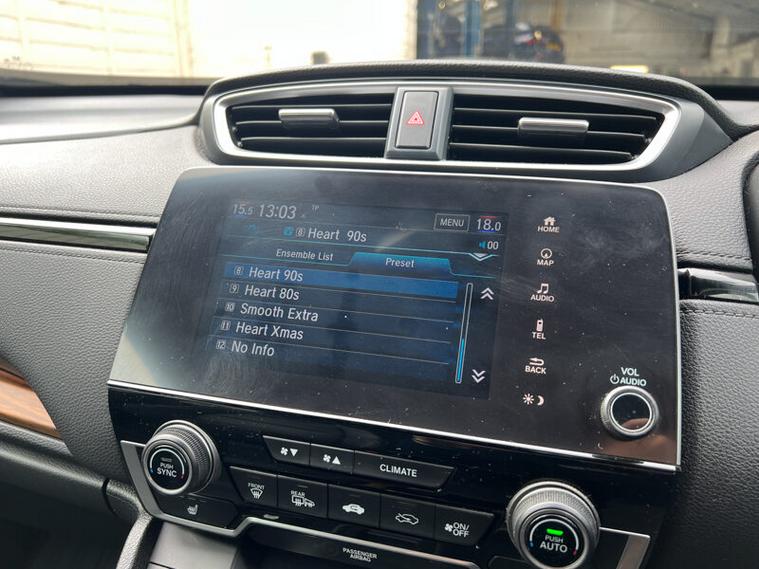 15.5 13:03 TP
MENU 18.0
8 Heart 90s
00
Ensemble List Preset
8 Heart 90s
9 Heart 80s
10 Smooth Extra
11 Heart Xmas
12 No Info
HOME
MAP
AUDIO
TEL
BACK
VOL
AUDIO
PUSH
SYNC
CLIMATE
FRONT
REAR
ON/
OFF
PUSH
AUTO
PASSENGER
AIRBAG